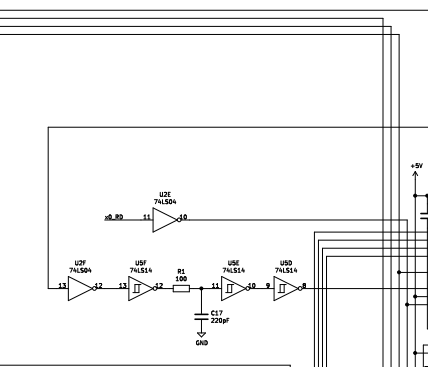 +5V
U2E
74LS04
x0_RD 11 10
U2F
74LS04
U5F
74LS14
R1
100
U5E
74LS14
U5D
74LS14
13 12 13 12 11 10 9 8
C17
220pF
GND